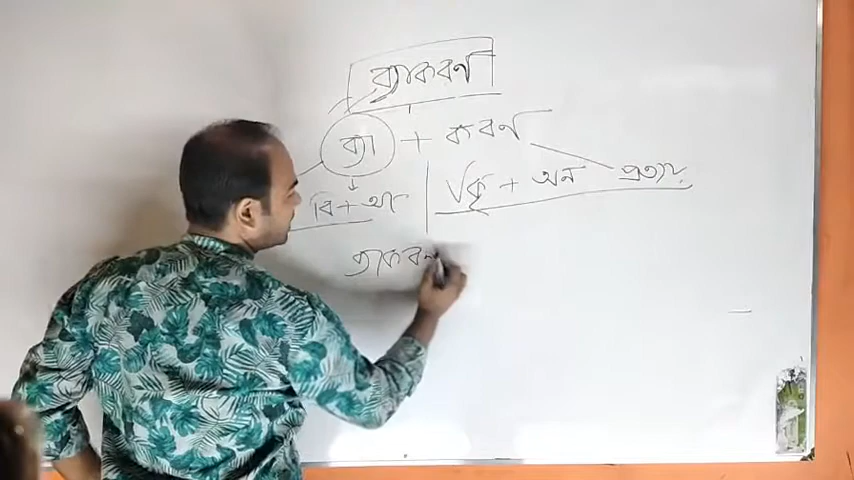 ব্যাকরণ
ব্যা + করণ
বি + আ √কৃ + অন প্রত্যয়